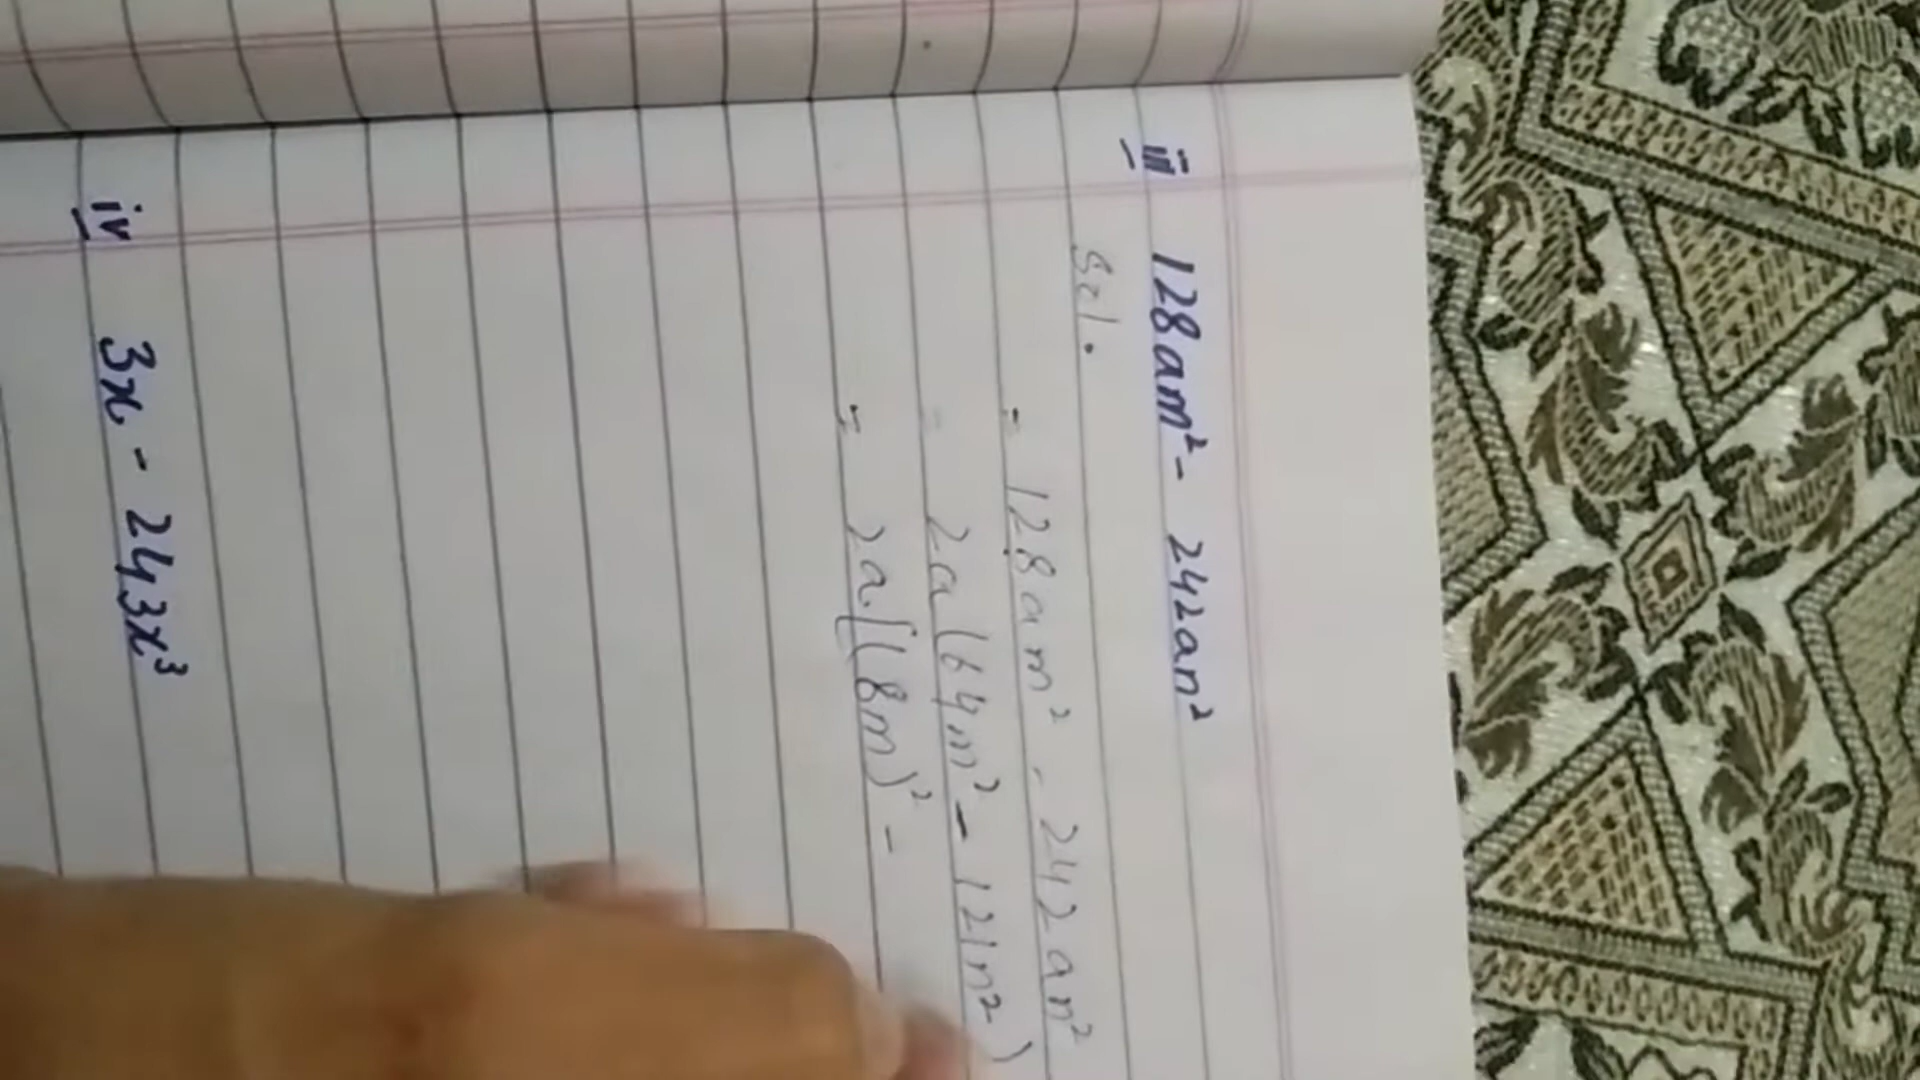 iii 128am² - 242an²
Sol.
= 128am² - 242an²
= 2a(64m² - 121n²)
= 2a[(8m)² -
iv 3x - 243x³